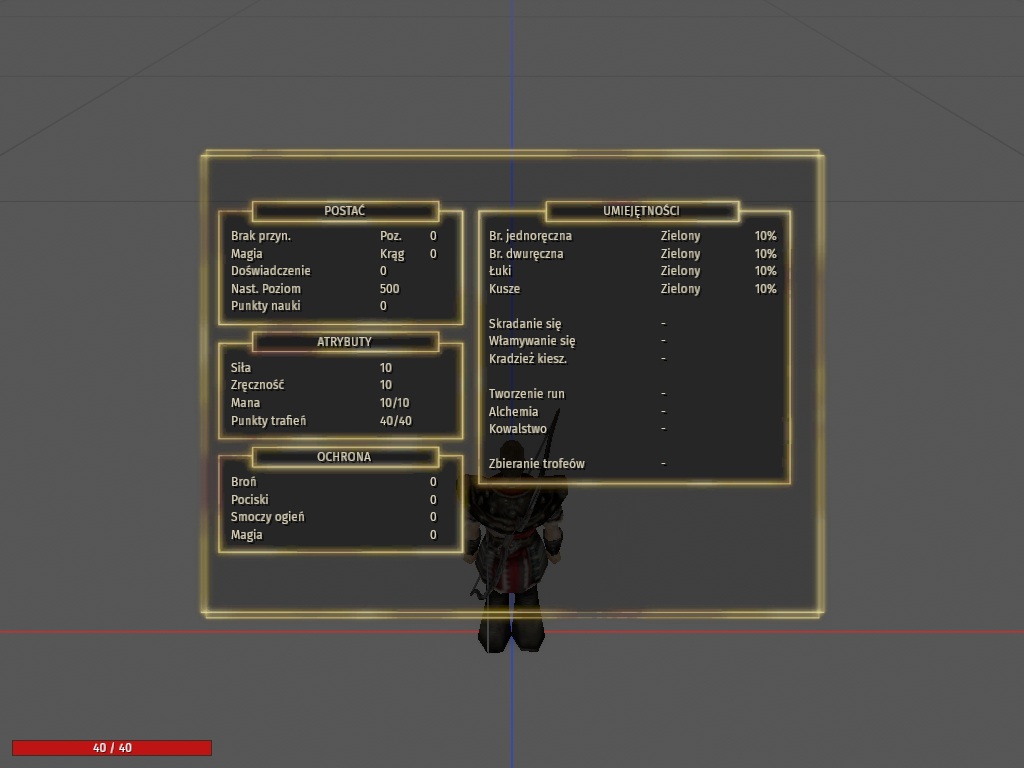 POSTAĆ
Brak przyn. Poz. 0
Magia Krąg 0
Doświadczenie 0
Nast. Poziom 500
Punkty nauki 0
ATRYBUTY
Siła 10
Zręczność 10
Mana 10/10
Punkty trafień 40/40
OCHRONA
Broń 0
Pociski 0
Smoczy ogień 0
Magia 0
UMIEJĘTNOŚCI
Br. jednoręczna Zielony 10%
Br. dwuręczna Zielony 10%
Łuki Zielony 10%
Kusze Zielony 10%
Skradanie się -
Włamywanie się -
Kradzież kiesz. -
Tworzenie run -
Alchemia -
Kowalstwo -
Zbieranie trofeów -
40 / 40